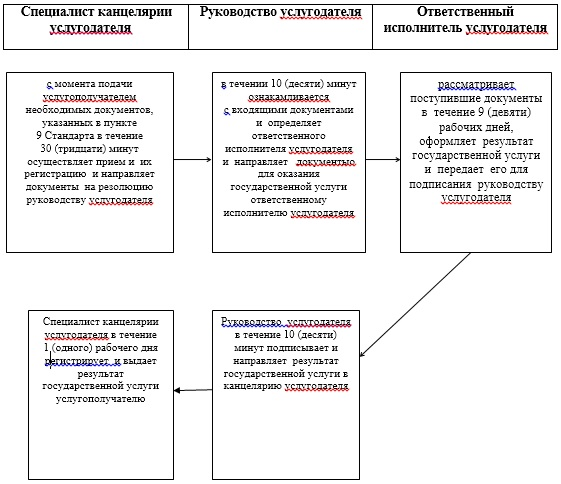 Специалист канцелярии
услугодателя
Руководство услугодателя
Ответственный
исполнитель услугодателя
с момента подачи
услугополучателем
необходимых документов,
указанных в пункте
9 Стандарта в течение
30 (тридцати) минут
осуществляет прием и их
регистрацию и направляет
документы на резолюцию
руководству услугодателя
в течении 10 (десяти) минут
ознакамливается
с входящими документами
и определяет
ответственного
исполнителя услугодателя
и направляет документыо
для оказания
государственной услуги
ответственному
исполнителю услугодателя
рассматривает
поступившие документы
в течение 9 (девяти)
рабочих дней,
оформляет результат
государственной услуги
и передает его для
подписания руководству
услугодателя
Специалист канцелярии
услугодателя в течение
1 (одного) рабочего дня
регистрирует и выдает
результат
государственной услуги
услугополучателю
Руководство услугодателя
в течение 10 (десяти)
минут подписывает и
направляет результат
государственной услуги в
канцелярию услугодателя